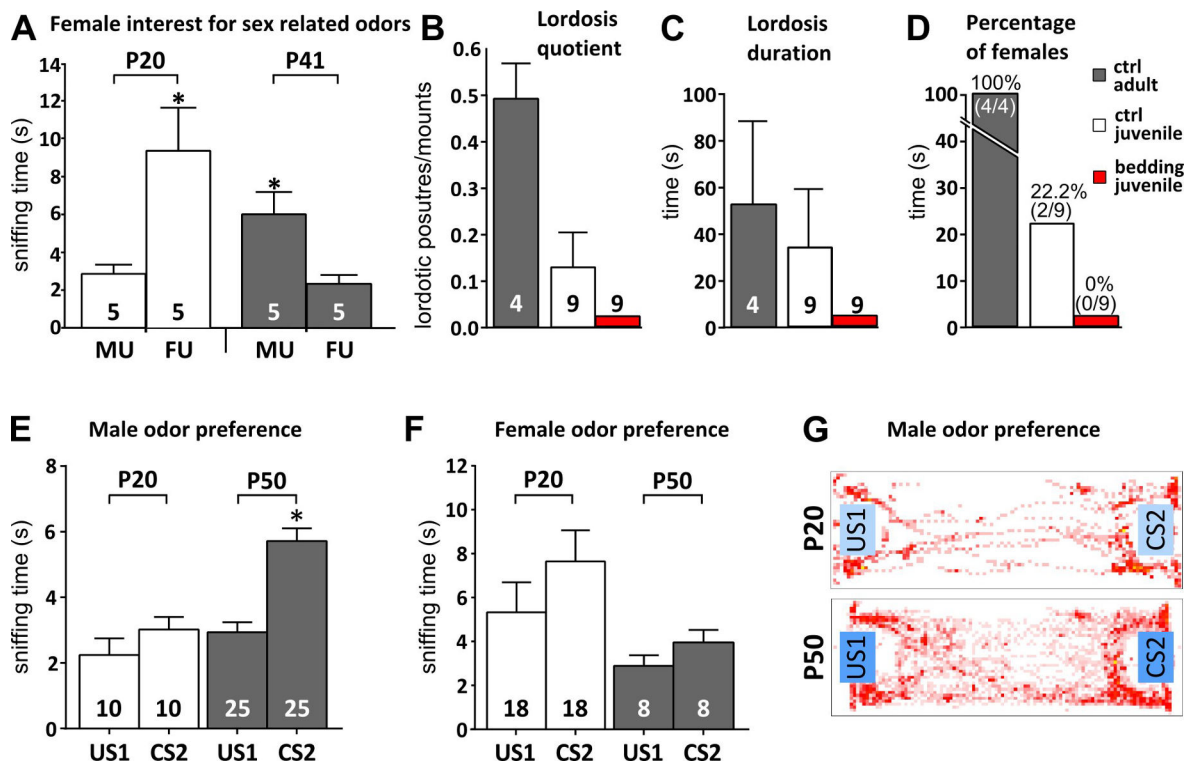 A Female interest for sex related odors
P20 P41
sniffing time (s)
14
12
10
8
6
4
2
0
* *
5 5 5 5
MU FU MU FU
B Lordosis
quotient
lordotic posutres/mounts
0.6
0.5
0.4
0.3
0.2
0.1
0.0
4 9 9
C Lordosis
duration
time (s)
100
80
60
40
20
0
4 9 9
D Percentage
of females
time (s)
100
40
20
0
100%
(4/4)
22.2%
(2/9)
0%
(0/9)
ctrl
adult
ctrl
juvenile
bedding
juvenile
E Male odor preference
P20 P50
sniffing time (s)
8
6
4
2
0
*
10 10 25 25
US1 CS2 US1 CS2
F Female odor preference
P20 P50
sniffing time (s)
12
10
8
6
4
2
0
18 18 8 8
US1 CS2 US1 CS2
G Male odor preference
P20
US1 CS2
P50
US1 CS2